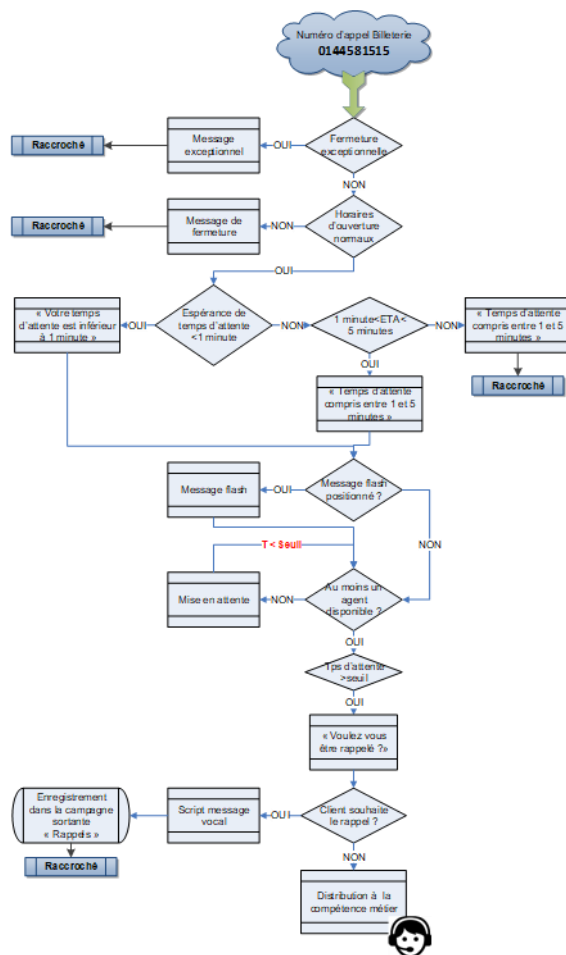 Numéro d'appel Billeterie
0144581515
Fermeture
exceptionnelle
OUI
Message
exceptionnel
Raccroché
NON
Horaires
d'ouverture
normaux
NON
Message de
fermeture
Raccroché
OUI
Espérance de
temps d'attente
<1 minute
OUI
« Votre temps
d'attente est inférieur
à 1 minute »
NON
1 minute<ETA<
5 minutes
NON
« Temps d'attente
compris entre 1 et 5
minutes »
Raccroché
OUI
« Temps d'attente
compris entre 1 et 5
minutes »
Message flash
positionné ?
OUI
Message flash
NON
T < Seuil
Au moins un
agent
disponible ?
NON
Mise en attente
OUI
Tps d'attente
>seuil
OUI
« Voulez vous
être rappelé ?»
Client souhaite
le rappel ?
OUI
Script message
vocal
Enregistrement
dans la campagne
sortante
« Rappels »
Raccroché
NON
Distribution à la
compétence métier